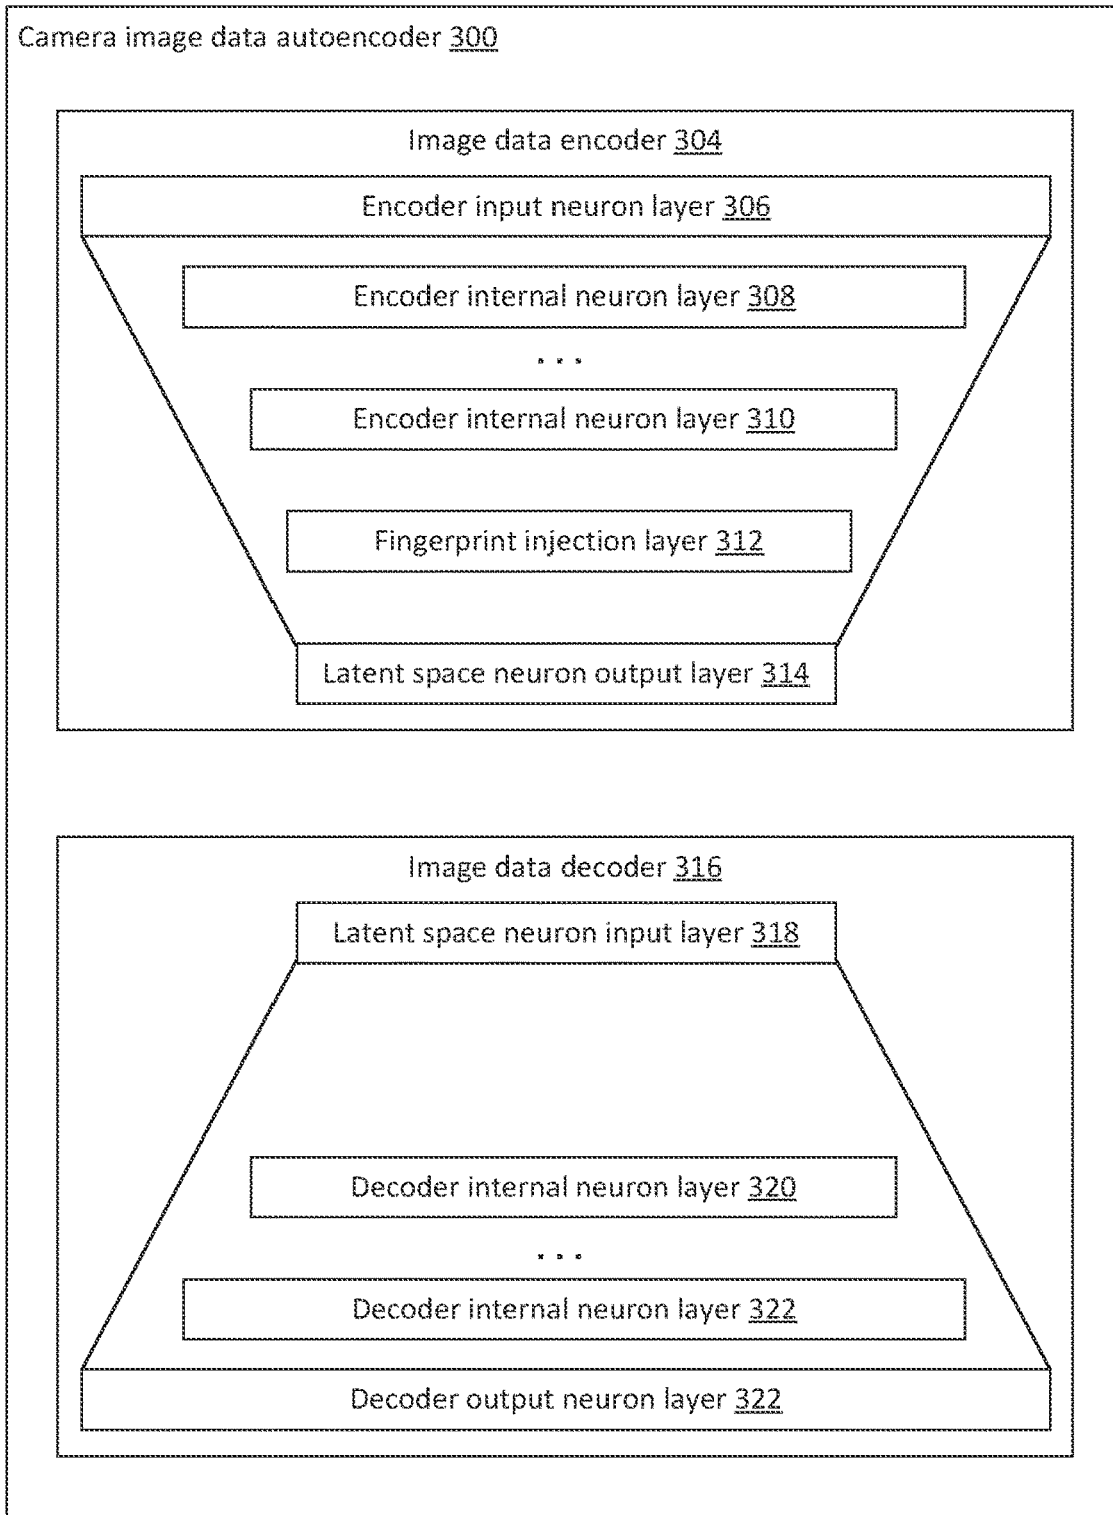 Camera image data autoencoder 300
Image data encoder 304
Encoder input neuron layer 306
Encoder internal neuron layer 308
. . .
Encoder internal neuron layer 310
Fingerprint injection layer 312
Latent space neuron output layer 314
Image data decoder 316
Latent space neuron input layer 318
Decoder internal neuron layer 320
. . .
Decoder internal neuron layer 322
Decoder output neuron layer 322